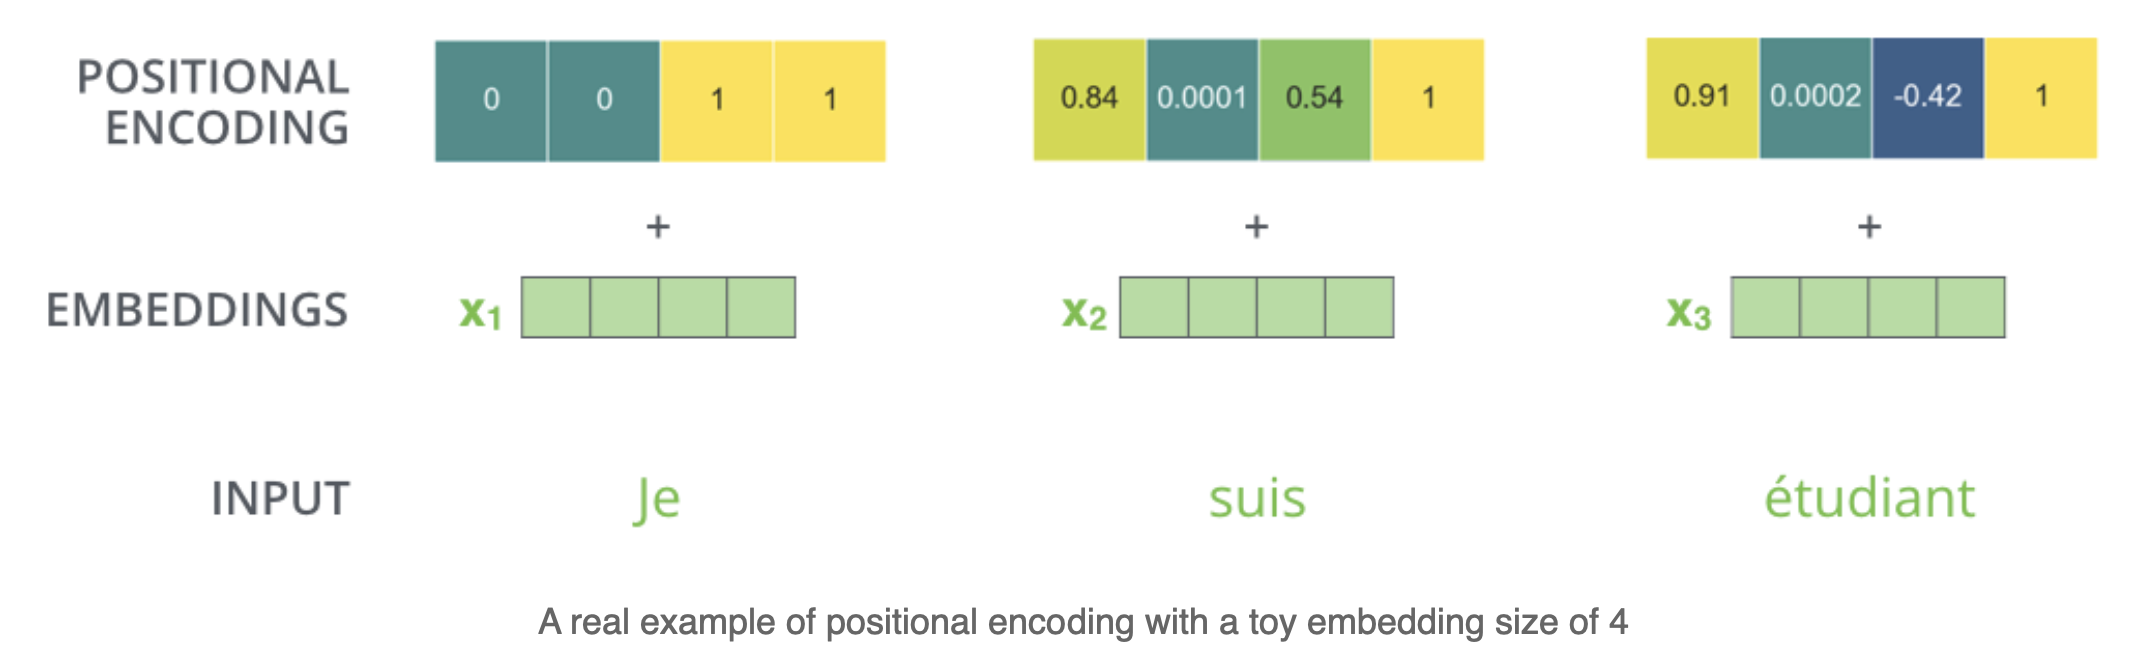 POSITIONAL
ENCODING
0 0 1 1
0.84 0.0001 0.54 1
0.91 0.0002 -0.42 1
+ + +
EMBEDDINGS
x1
x2
x3
INPUT
Je
suis
étudiant
A real example of positional encoding with a toy embedding size of 4